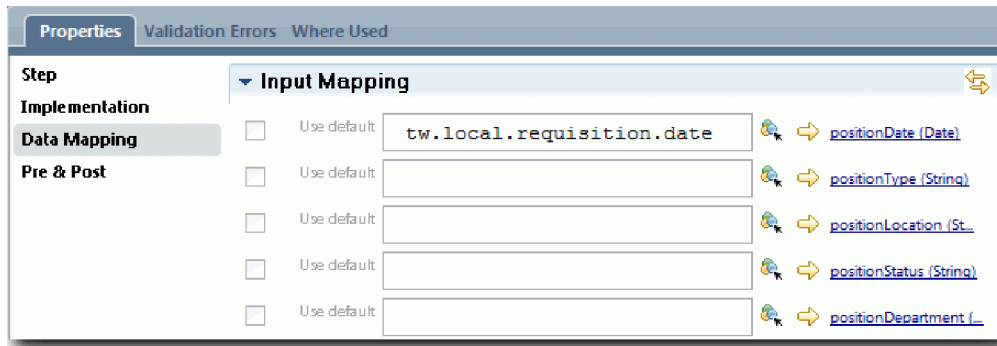 Properties Validation Errors Where Used
Step
Implementation
Data Mapping
Pre & Post
Input Mapping
Use default tw.local.requisition.date positionDate (Date)
Use default positionType (String)
Use default positionLocation (St...
Use default positionStatus (String)
Use default positionDepartment (...